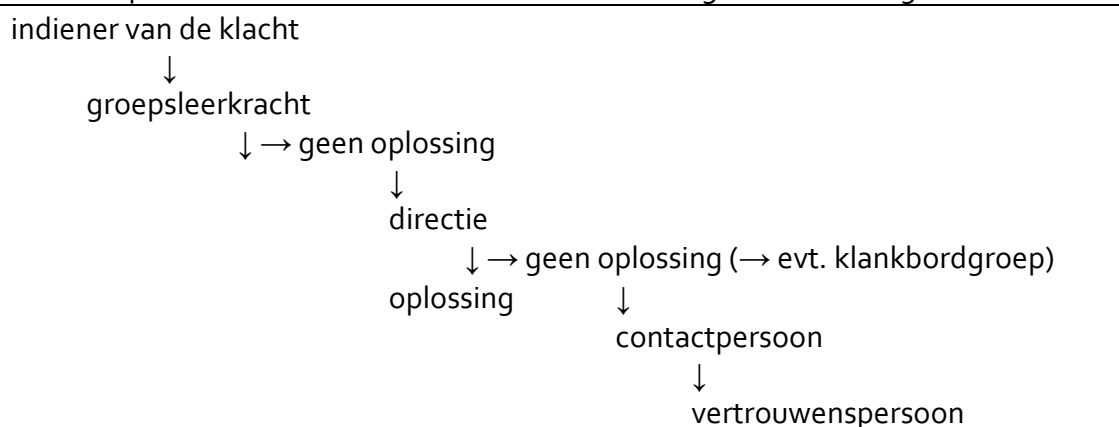 indiener van de klacht
↓
groepsleerkracht
↓ → geen oplossing
↓
directie
↓ → geen oplossing (→ evt. klankbordgroep)
oplossing ↓
contactpersoon
↓
vertrouwenspersoon